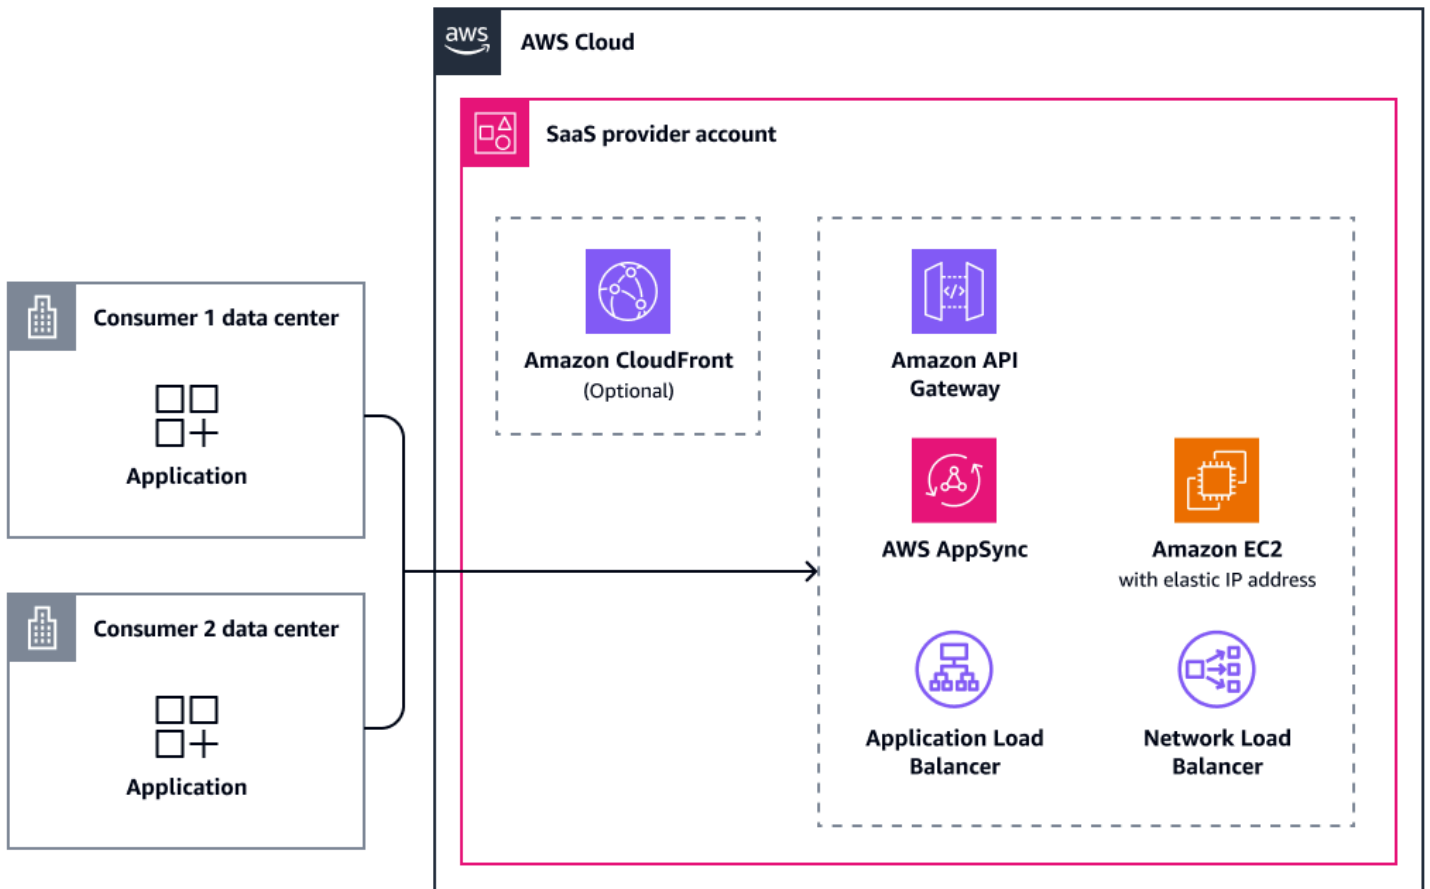 aws
AWS Cloud
SaaS provider account
Amazon CloudFront
(Optional)
Amazon API
Gateway
Consumer 1 data center
Application
AWS AppSync
Amazon EC2
with elastic IP address
Consumer 2 data center
Application
Application Load
Balancer
Network Load
Balancer